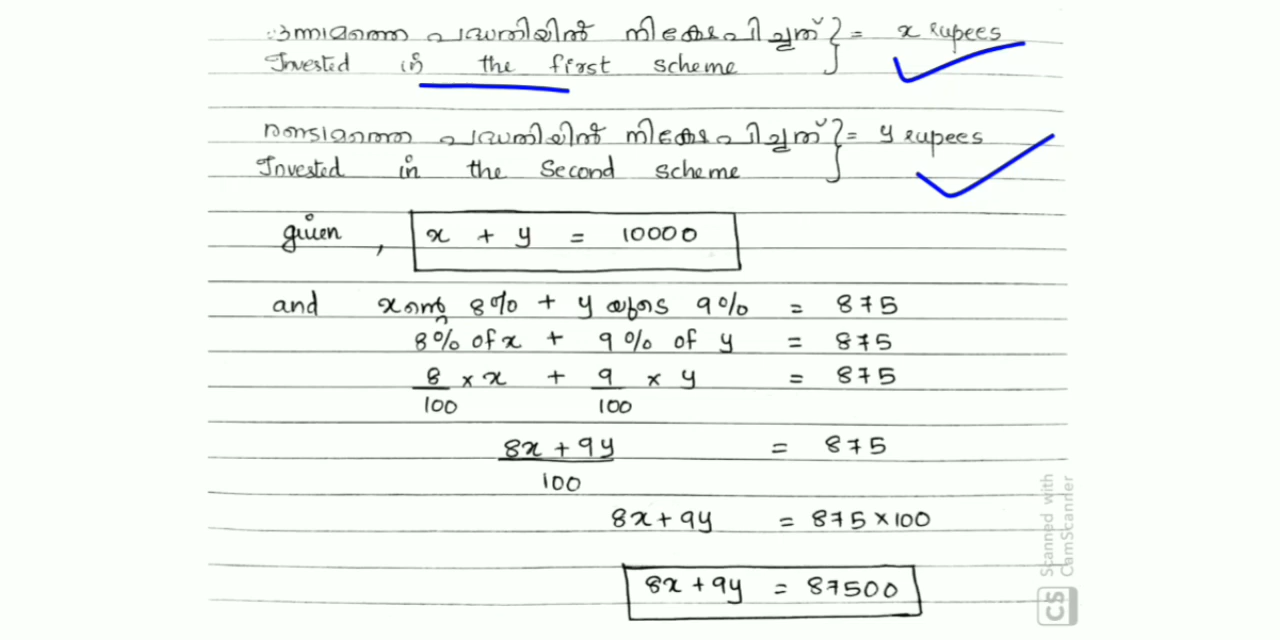 ഒന്നാമത്തെ പദ്ധതിയിൽ നിക്ഷേപിച്ചത് } = x rupees
Invested in the first scheme
രണ്ടാമത്തെ പദ്ധതിയിൽ നിക്ഷേപിച്ചത് } = y rupees
Invested in the Second scheme
given , x + y = 10000
and xന്റെ 8% + y യുടെ 9% = 875
8% of x + 9% of y = 875
8/100 × x + 9/100 × y = 875
(8x + 9y)/100 = 875
8x + 9y = 875 × 100
8x + 9y = 87500
Scanned with
CamScanner
CS